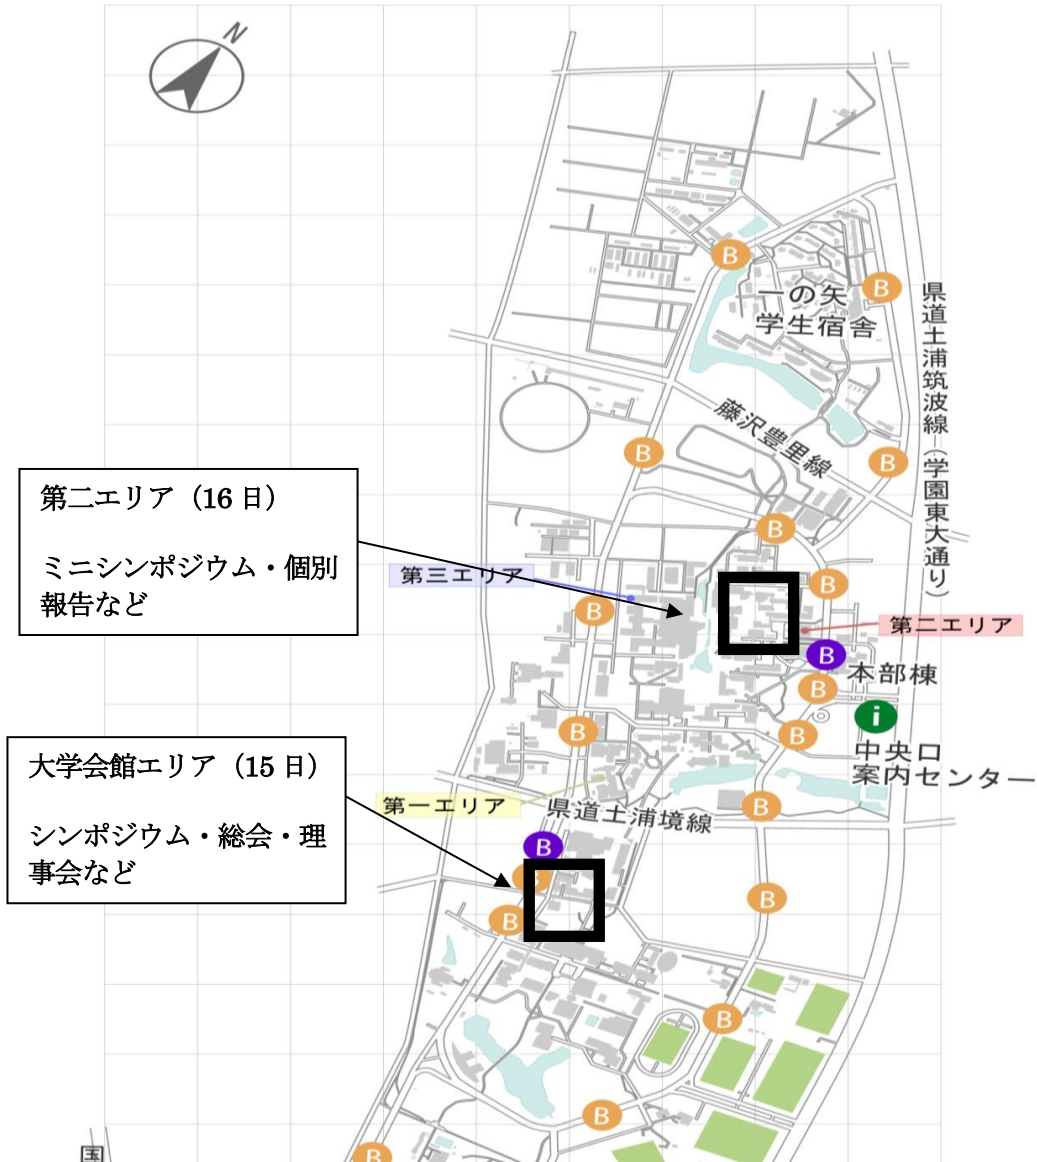 N
B
一の矢
学生宿舎
B
県道土浦筑波線（学園東大通り）
藤沢豊里線
B
B
第二エリア（16日）
ミニシンポジウム・個別
報告など
B
第三エリア
B
B
第二エリア
B
本部棟
B
i
B
B
中央口
案内センター
大学会館エリア（15日）
シンポジウム・総会・理
事会など
第一エリア
県道土浦境線
B
B
B
B
B
B
B
国
B